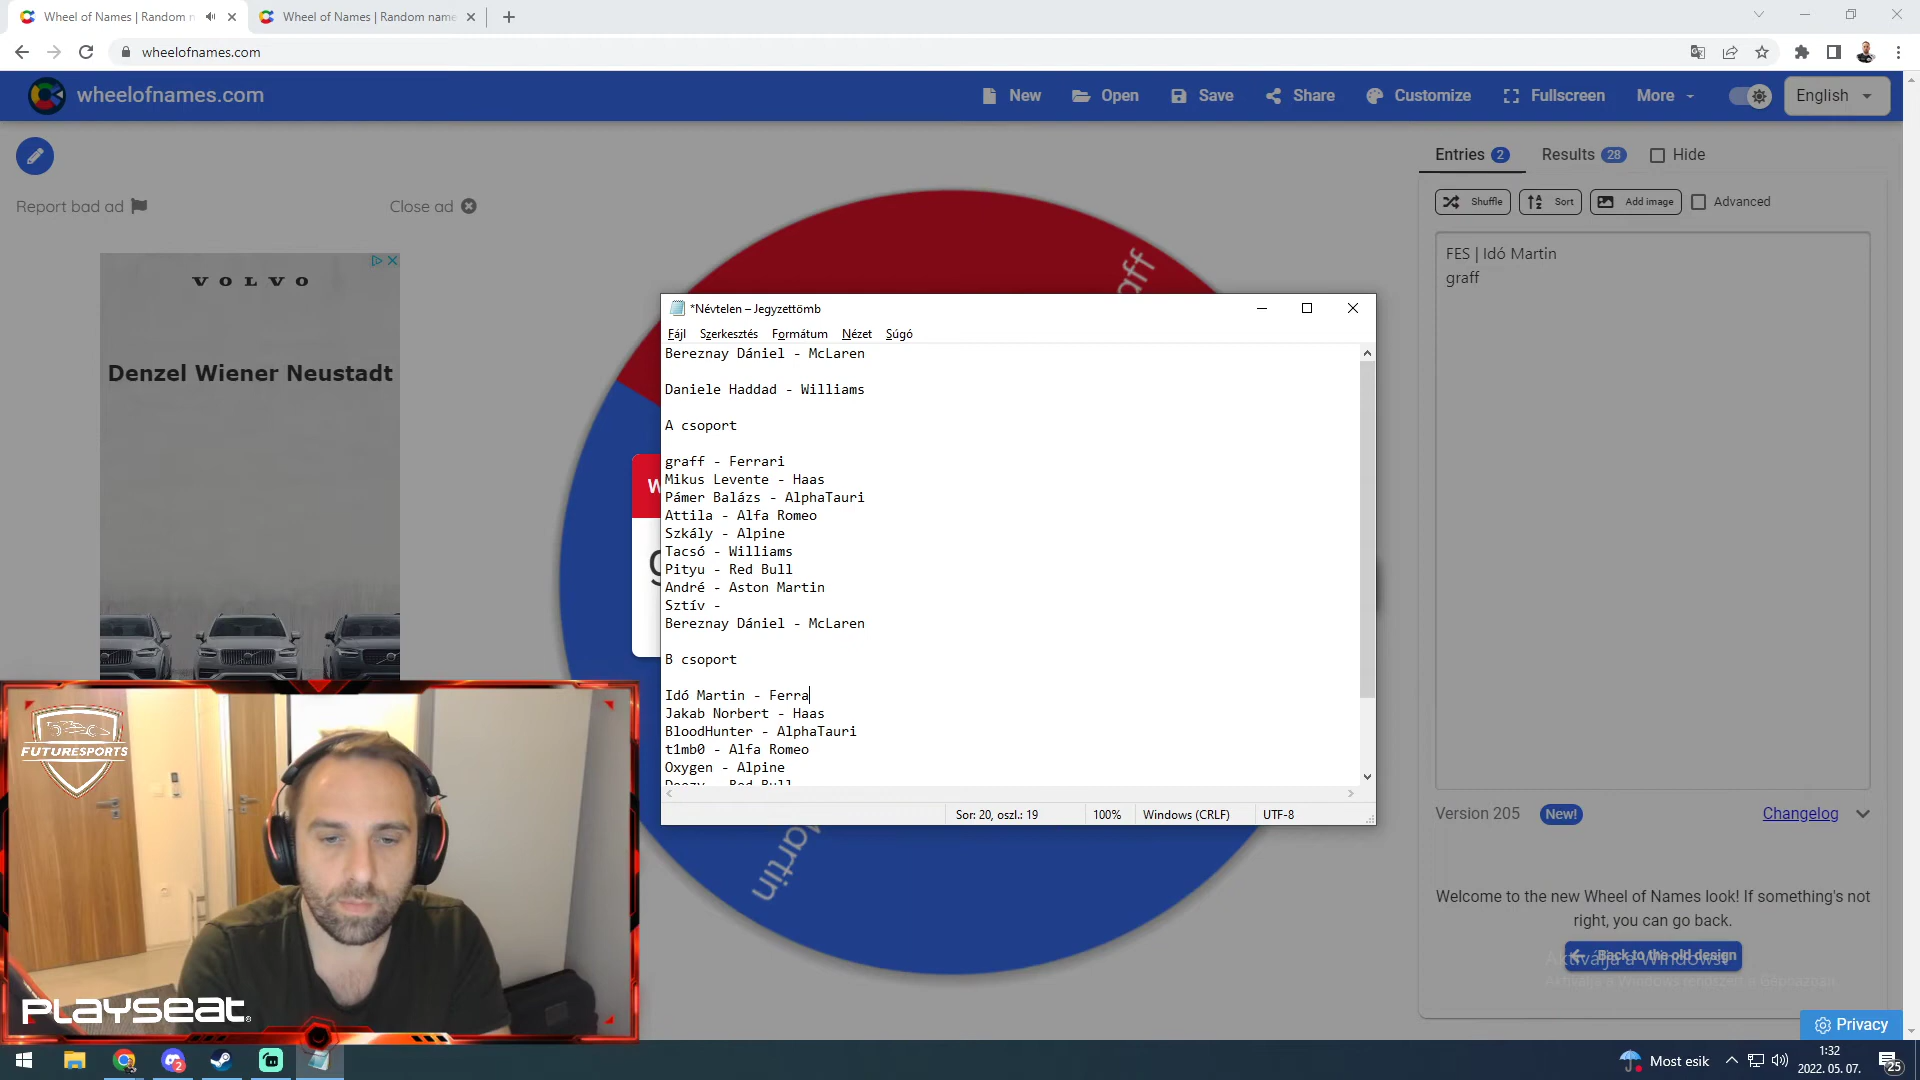 Wheel of Names | Random n
Wheel of Names | Random name
wheelofnames.com
wheelofnames.com
New
Open
Save
Share
Customize
Fullscreen
More
English
Entries 2
Results 28
Hide
Report bad ad
Close ad
Shuffle
Sort
Add image
Advanced
FES | Idó Martin
graff
VOLVO
Denzel Wiener Neustadt
aff
*Névtelen – Jegyzettömb
Fájl Szerkesztés Formátum Nézet Súgó
Bereznay Dániel - McLaren
Daniele Haddad - Williams
A csoport
graff - Ferrari
Mikus Levente - Haas
Pámer Balázs - AlphaTauri
Attila - Alfa Romeo
Szkály - Alpine
Tacsó - Williams
Pityu - Red Bull
André - Aston Martin
Sztív -
Bereznay Dániel - McLaren
B csoport
Idó Martin - Ferra
Jakab Norbert - Haas
BloodHunter - AlphaTauri
t1mb0 - Alfa Romeo
Oxygen - Alpine
Sor: 20, oszl.: 19
100%
Windows (CRLF)
UTF-8
Martin
Version 205
New!
Changelog
Welcome to the new Wheel of Names look! If something's not
right, you can go back.
Back to the old design
Aktiválja a Windowst
Privacy
FUTURESPORTS
PLAYSEAT
Most esik
1:32
2022. 05. 07.
25